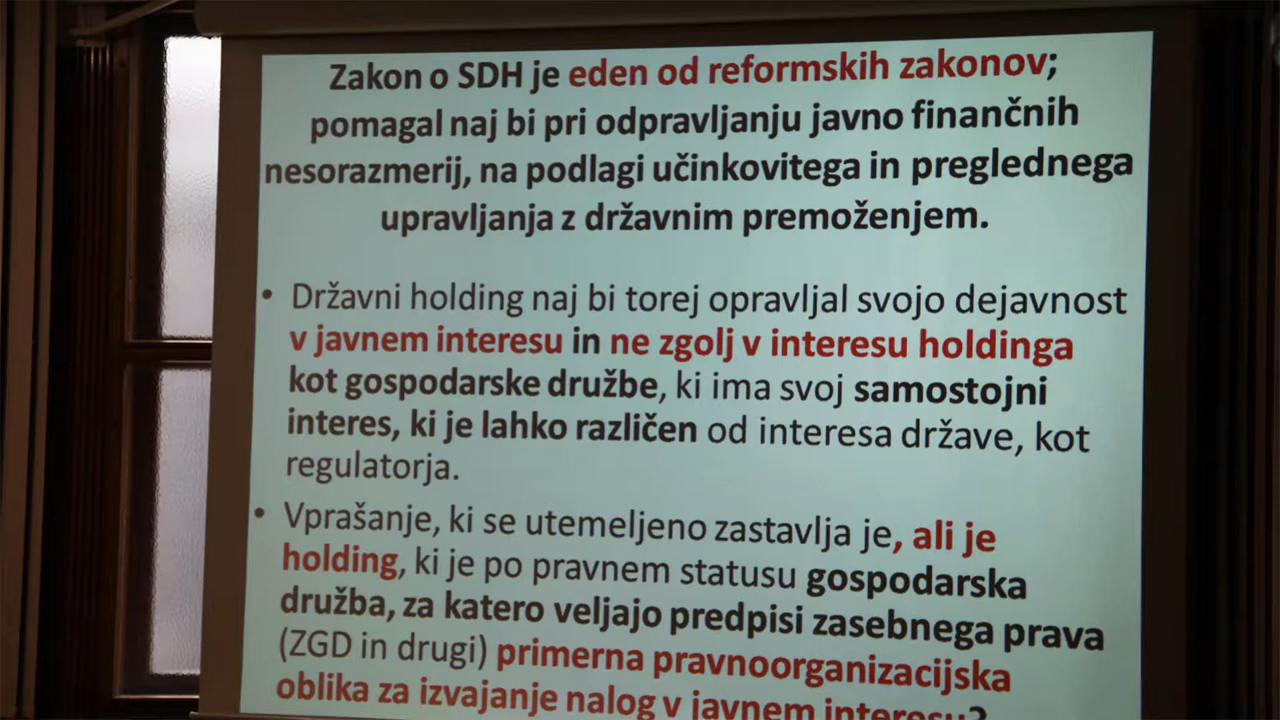 Zakon o SDH je eden od reformskih zakonov;
pomagal naj bi pri odpravljanju javno finančnih
nesorazmerij, na podlagi učinkovitega in preglednega
upravljanja z državnim premoženjem.
• Državni holding naj bi torej opravljal svojo dejavnost
v javnem interesu in ne zgolj v interesu holdinga
kot gospodarske družbe, ki ima svoj samostojni
interes, ki je lahko različen od interesa države, kot
regulatorja.
• Vprašanje, ki se utemeljeno zastavlja je, ali je
holding, ki je po pravnem statusu gospodarska
družba, za katero veljajo predpisi zasebnega prava
(ZGD in drugi) primerna pravnoorganizacijska
oblika za izvajanje nalog v javnem interesu?